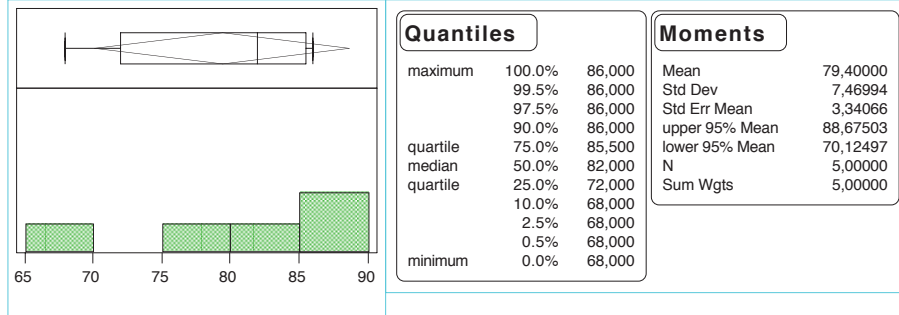 65 70 75 80 85 90
Quantiles
maximum 100.0% 86,000
99.5% 86,000
97.5% 86,000
90.0% 86,000
quartile 75.0% 85,500
median 50.0% 82,000
quartile 25.0% 72,000
10.0% 68,000
2.5% 68,000
0.5% 68,000
minimum 0.0% 68,000
Moments
Mean 79,40000
Std Dev 7,46994
Std Err Mean 3,34066
upper 95% Mean 88,67503
lower 95% Mean 70,12497
N 5,00000
Sum Wgts 5,00000